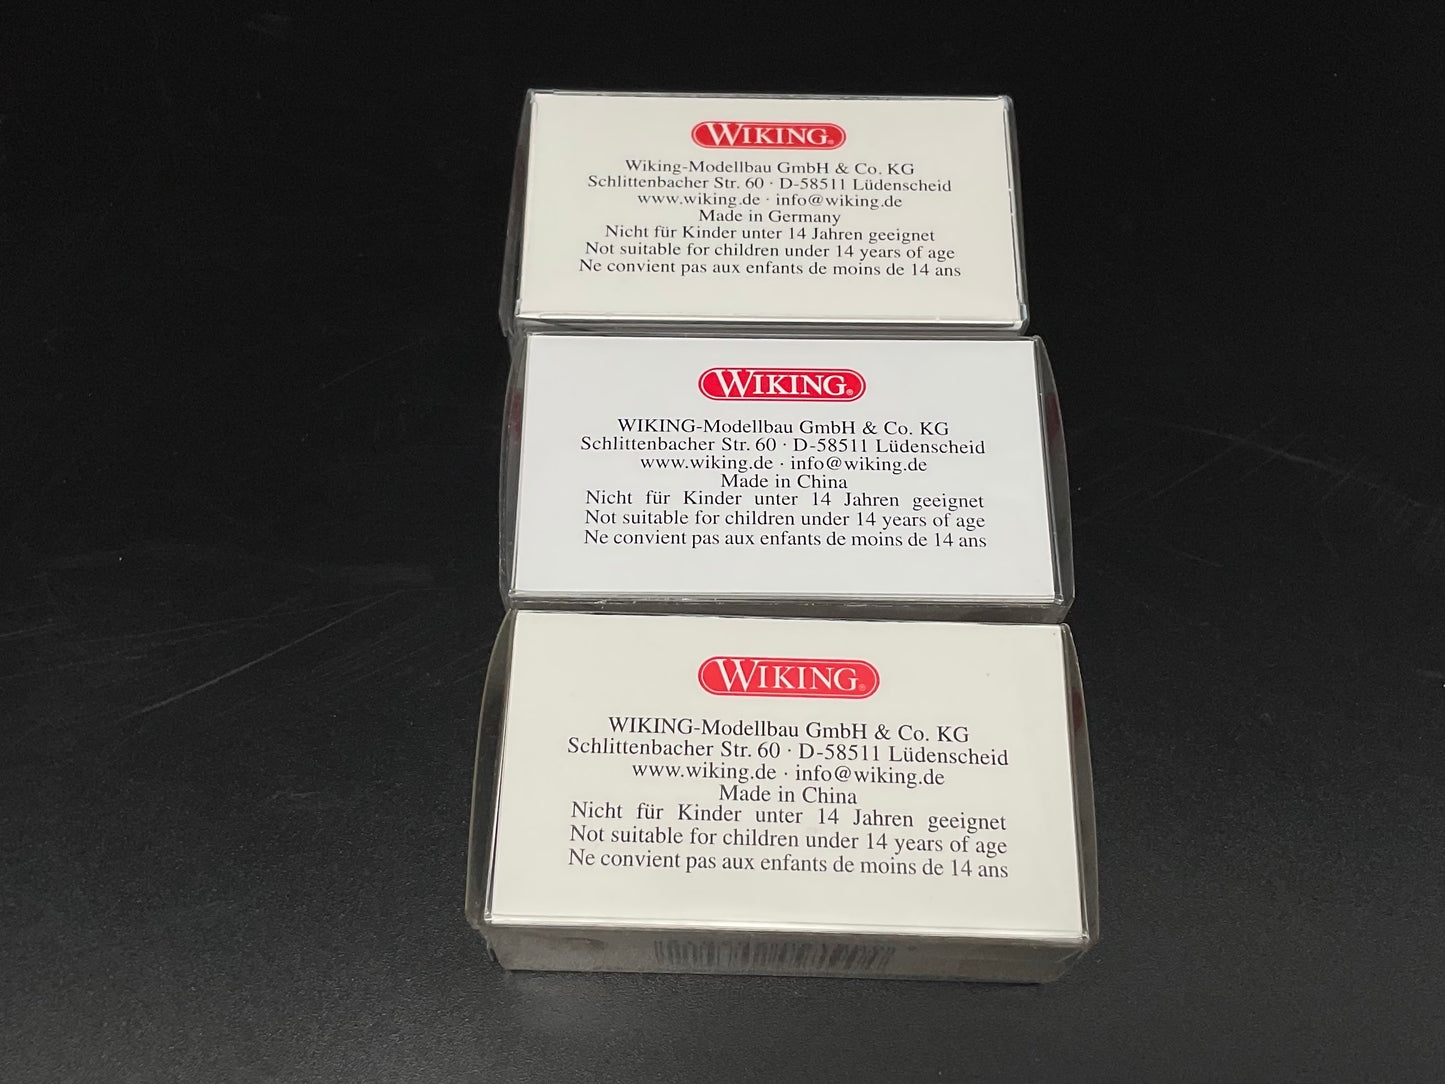 WIKING®
Wiking-Modellbau GmbH & Co. KG
Schlittenbacher Str. 60 · D-58511 Lüdenscheid
www.wiking.de · info@wiking.de
Made in Germany
Nicht für Kinder unter 14 Jahren geeignet
Not suitable for children under 14 years of age
Ne convient pas aux enfants de moins de 14 ans
WIKING®
WIKING-Modellbau GmbH & Co. KG
Schlittenbacher Str. 60 · D-58511 Lüdenscheid
www.wiking.de · info@wiking.de
Made in China
Nicht für Kinder unter 14 Jahren geeignet
Not suitable for children under 14 years of age
Ne convient pas aux enfants de moins de 14 ans
WIKING®
WIKING-Modellbau GmbH & Co. KG
Schlittenbacher Str. 60 · D-58511 Lüdenscheid
www.wiking.de · info@wiking.de
Made in China
Nicht für Kinder unter 14 Jahren geeignet
Not suitable for children under 14 years of age
Ne convient pas aux enfants de moins de 14 ans